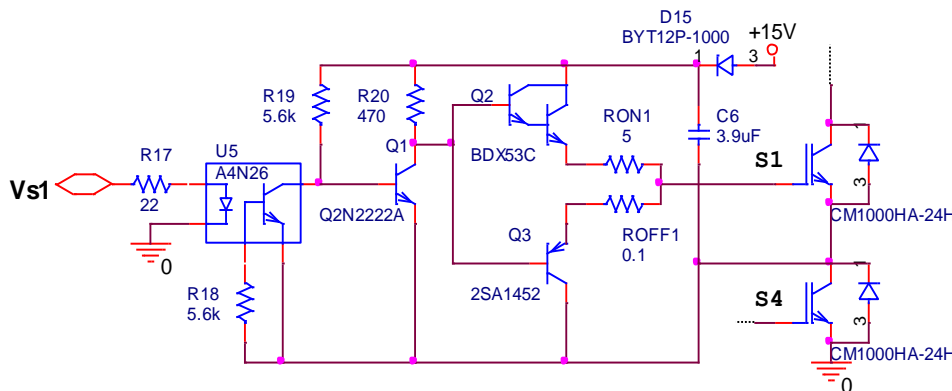 D15
BYT12P-1000
+15V
1
3
R19
5.6k
R20
470
Q2
Q1
BDX53C
RON1
5
C6
3.9uF
S1
1
3
R17
22
U5
A4N26
Vs1
Q2N2222A
CM1000HA-24H
0
Q3
ROFF1
0.1
R18
5.6k
2SA1452
S4
1
3
CM1000HA-24H
0